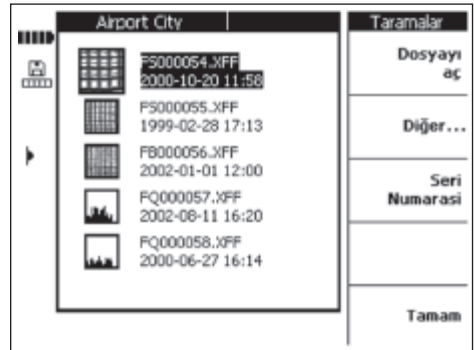 Airport City
FS000054.XFF
2000-10-20 11:58
FS000055.XFF
1999-02-28 17:13
FB000056.XFF
2002-01-01 12:00
FQ000057.XFF
2002-08-11 16:20
FQ000058.XFF
2000-06-27 16:14
Taramalar
Dosyayı
aç
Diğer...
Seri
Numarasi
Tamam